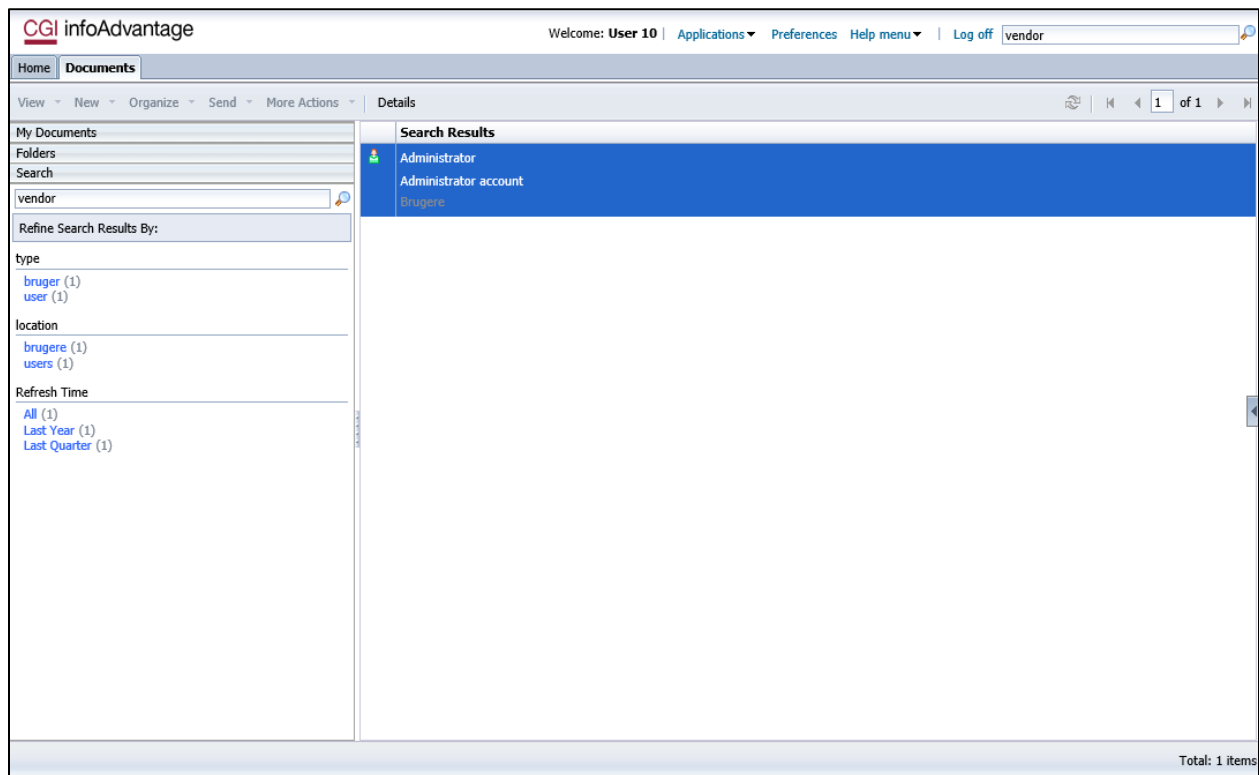 CGI infoAdvantage
Welcome: User 10 | Applications Preferences Help menu | Log off vendor
Home Documents
View New Organize Send More Actions Details 1 of 1
My Documents
Folders
Search
vendor
Refine Search Results By:
type
bruger (1)
user (1)
location
brugere (1)
users (1)
Refresh Time
All (1)
Last Year (1)
Last Quarter (1)
Search Results
Administrator
Administrator account
Brugere
Total: 1 items